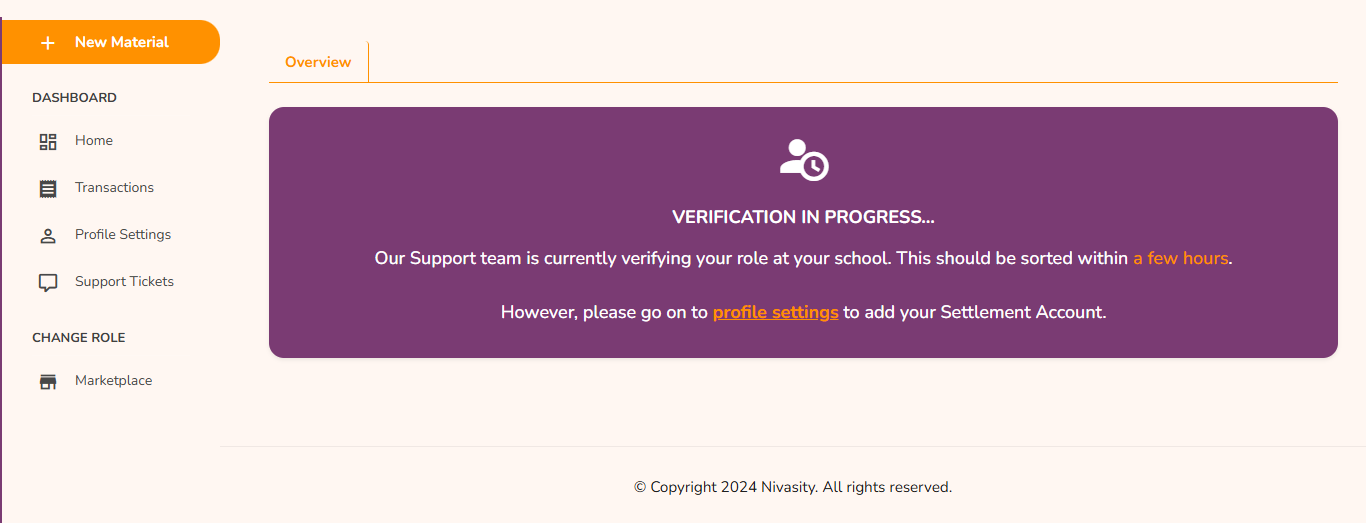 New Material
DASHBOARD
Home
Transactions
Profile Settings
Support Tickets
CHANGE ROLE
Marketplace
Overview
VERIFICATION IN PROGRESS...
Our Support team is currently verifying your role at your school. This should be sorted within a few hours.
However, please go on to profile settings to add your Settlement Account.
© Copyright 2024 Nivasity. All rights reserved.